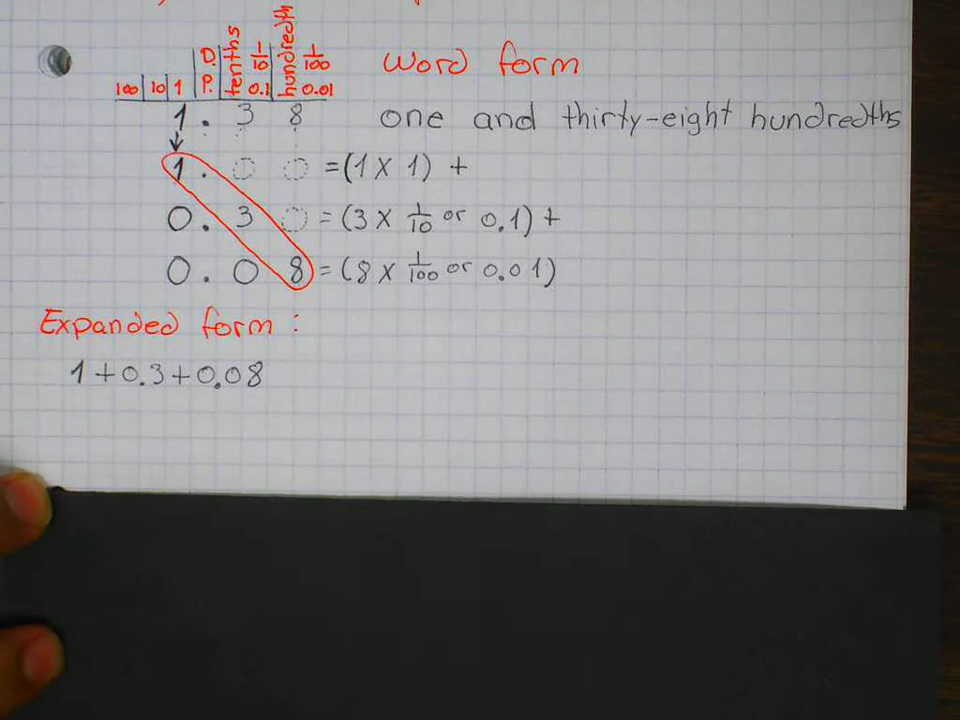 100 | 10 | 1 | D. P. | tenths 1/10 0.1 | hundredth 1/100 0.01
Word form
1 . 3 8 one and thirty-eight hundredths
1 . 0 0 = (1 X 1) +
0 . 3 0 = (3 X 1/10 or 0.1) +
0 . 0 8 = (8 X 1/100 or 0.01)
Expanded form :
1 + 0.3 + 0.08